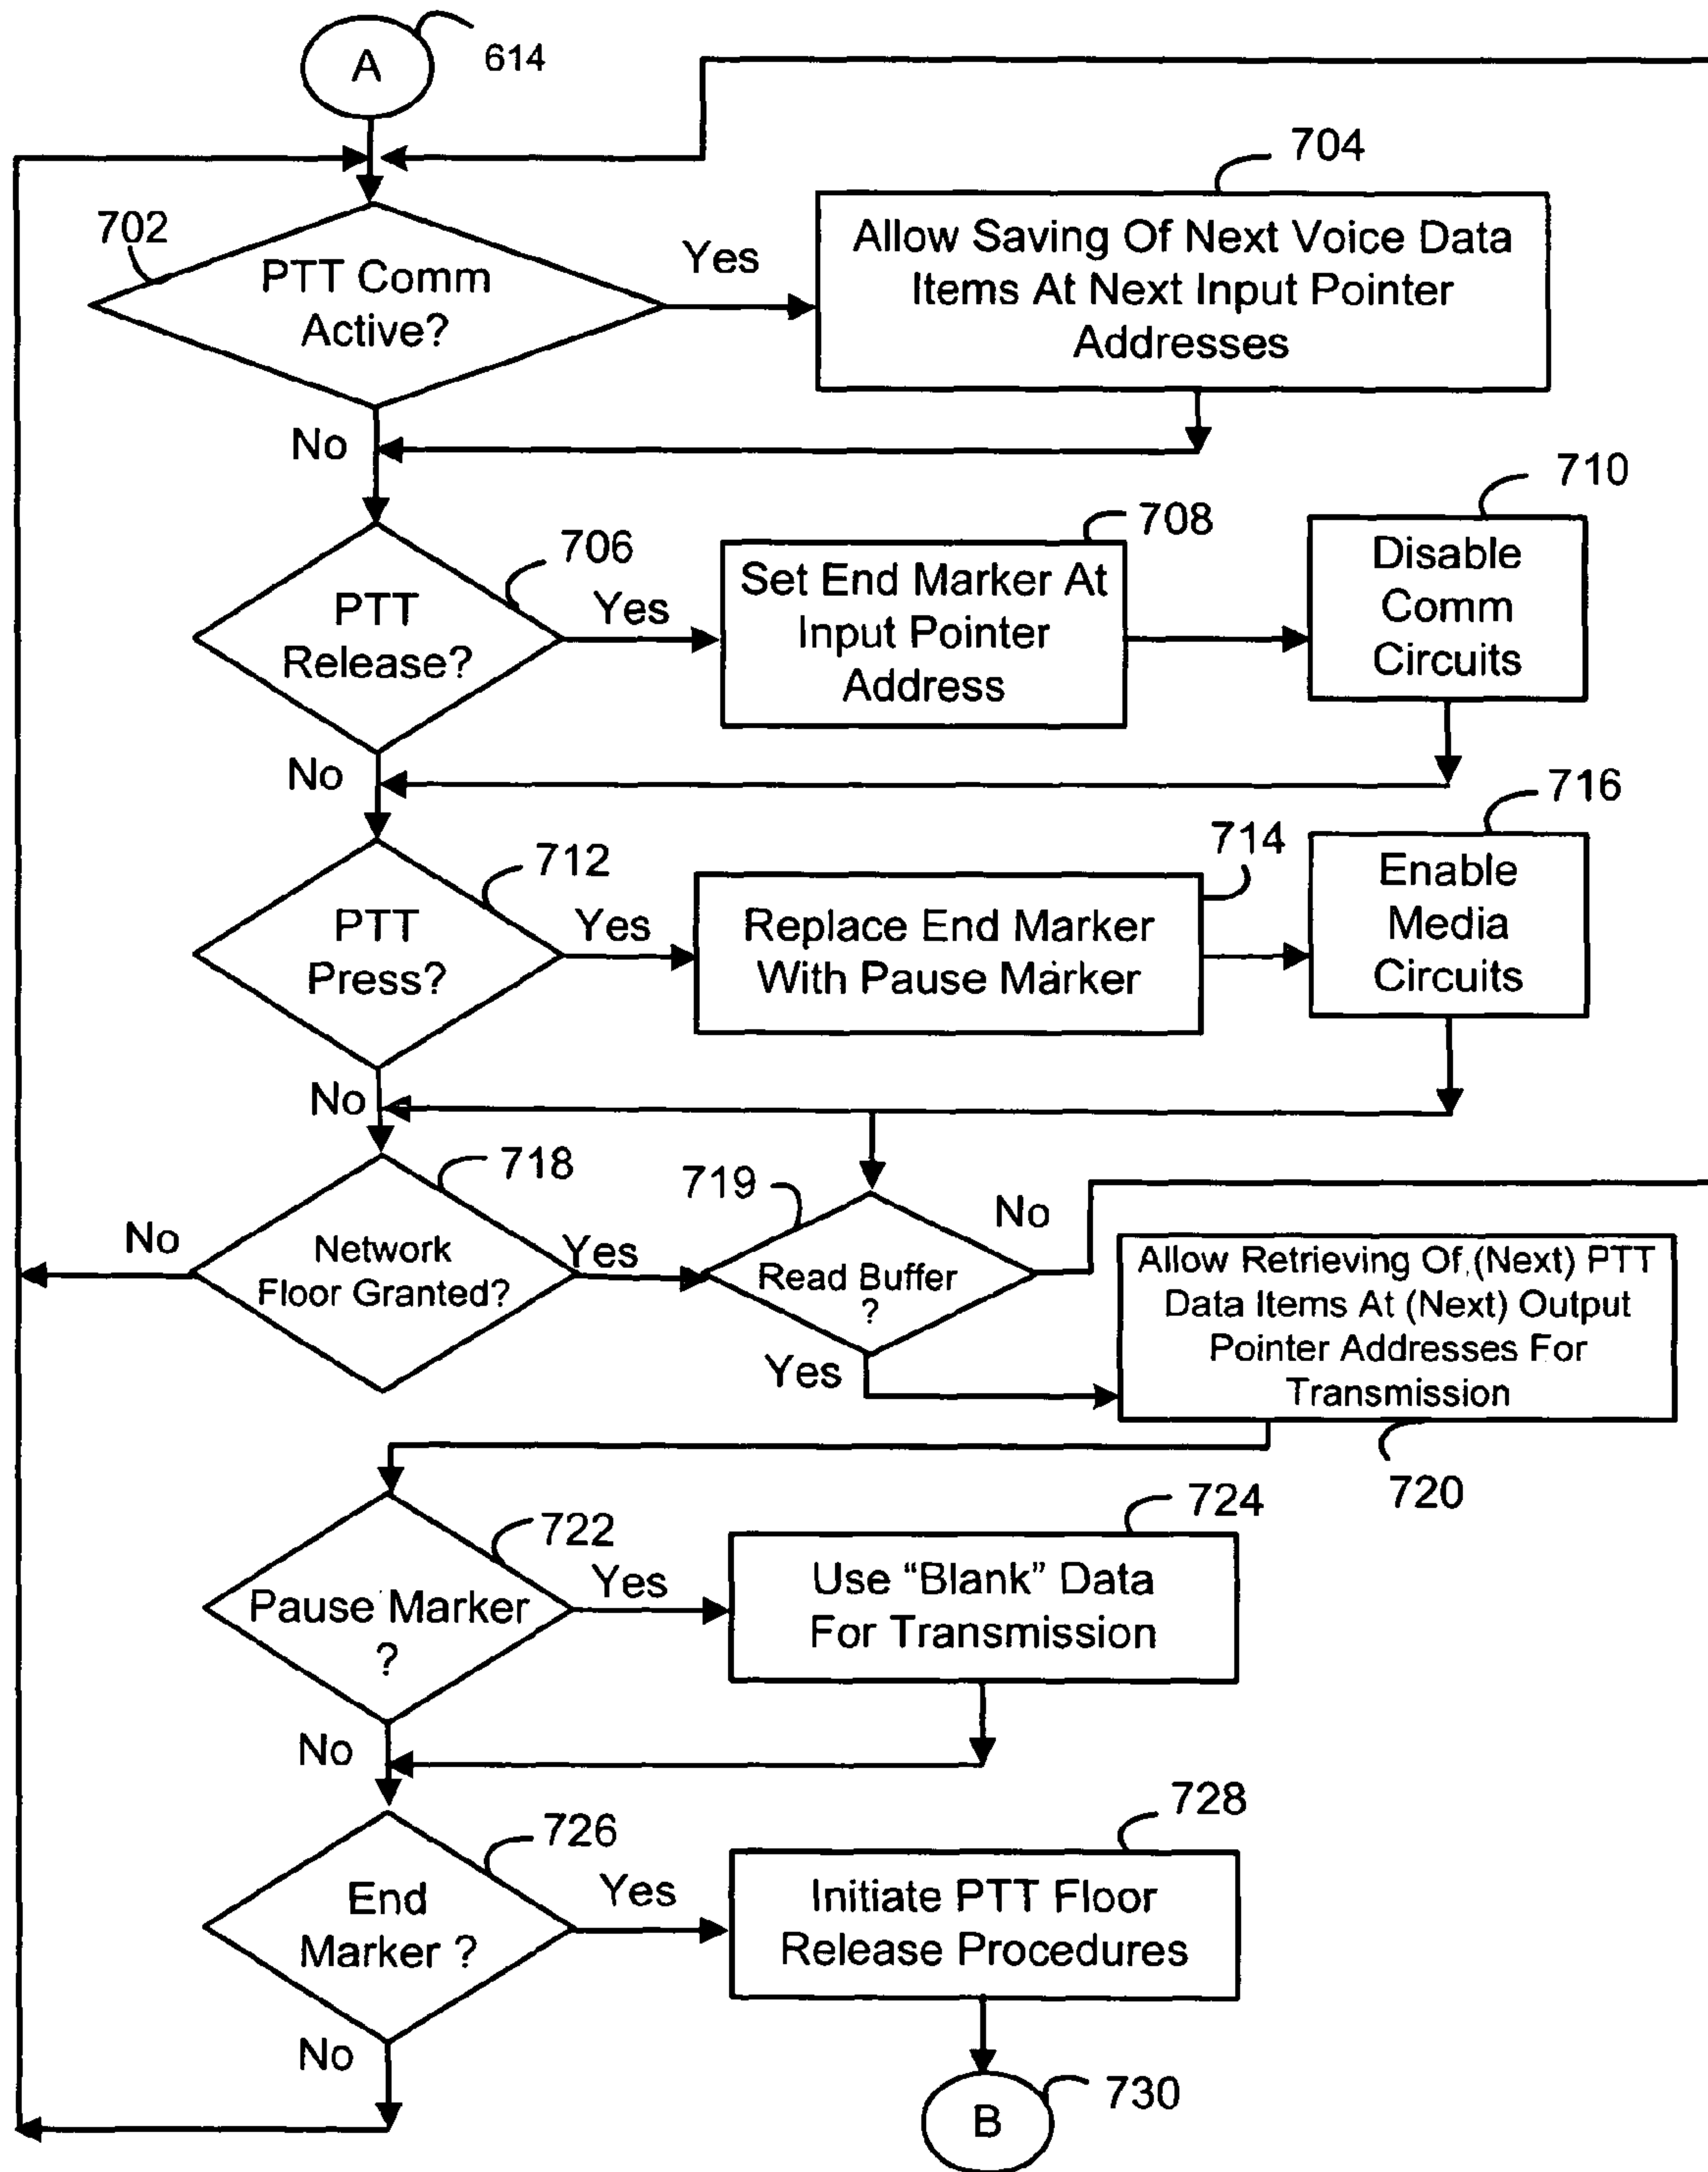 A
614
704
702
PTT Comm
Active?
Yes
Allow Saving Of Next Voice Data
Items At Next Input Pointer
Addresses
No
710
706
708
PTT
Release?
Yes
Set End Marker At
Input Pointer
Address
Disable
Comm
Circuits
No
716
712
714
PTT
Press?
Yes
Replace End Marker
With Pause Marker
Enable
Media
Circuits
No
718
719
No
No
Network
Floor Granted?
Yes
Read Buffer
?
Allow Retrieving Of (Next) PTT
Data Items At (Next) Output
Pointer Addresses For
Transmission
Yes
720
722
724
Pause Marker
?
Yes
Use “Blank” Data
For Transmission
No
726
728
End
Marker ?
Yes
Initiate PTT Floor
Release Procedures
No
B
730